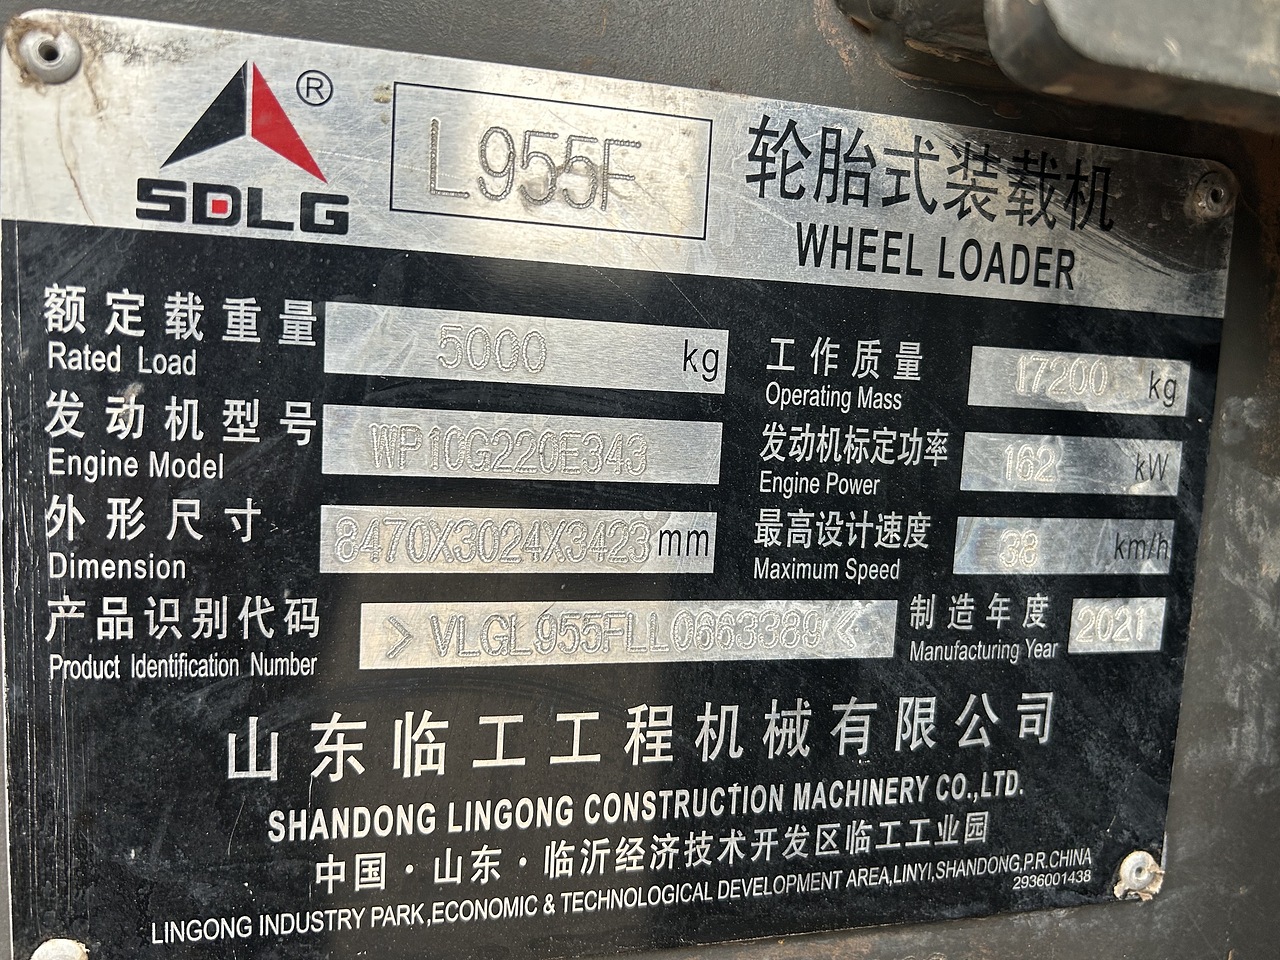 SDLG ®
L955F
轮胎式装载机
WHEEL LOADER
额定载重量 5000 kg
Rated Load
工作质量 17200 kg
Operating Mass
发动机型号 WP10G220E343
Engine Model
发动机标定功率 162 kW
Engine Power
外形尺寸 8470X3024X3423 mm
Dimension
最高设计速度 38 km/h
Maximum Speed
产品识别代码 >VLGL955FLL0663389<
Product Identification Number
制造年度 2021
Manufacturing Year
山东临工工程机械有限公司
SHANDONG LINGONG CONSTRUCTION MACHINERY CO.,LTD.
中国·山东·临沂经济技术开发区临工工业园
LINGONG INDUSTRY PARK,ECONOMIC & TECHNOLOGICAL DEVELOPMENT AREA,LINYI,SHANDONG,P.R.CHINA
2936001438